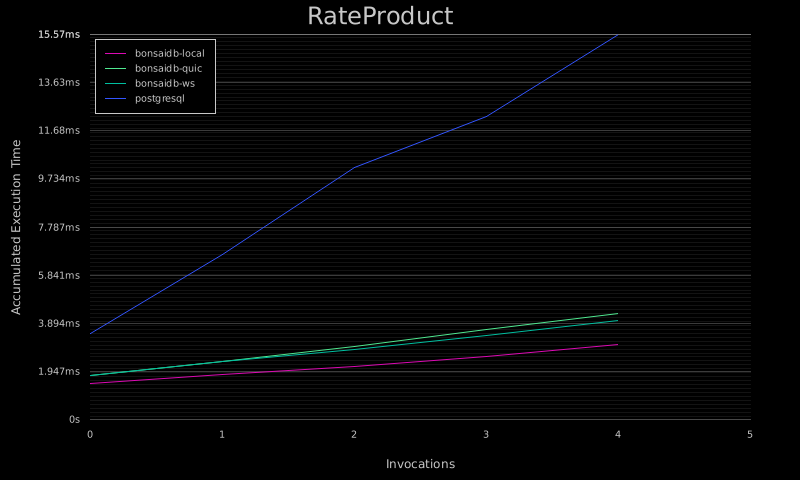 RateProduct
15.57ms
13.63ms
11.68ms
9.734ms
7.787ms
5.841ms
3.894ms
1.947ms
0s
bonsaidb-local
bonsaidb-quic
bonsaidb-ws
postgresql
Accumulated Execution Time
0 1 2 3 4 5
Invocations